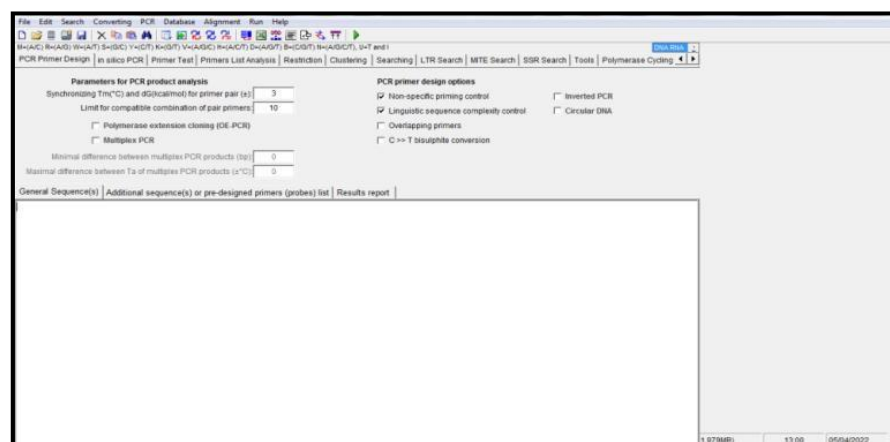 File Edit Search Converting PCR Database Alignment Run Help
M=(A/C) R=(A/G) W=(A/T) S=(G/C) Y=(C/T) K=(G/T) V=(A/G/C) H=(A/C/T) D=(A/G/T) B=(C/G/T) N=(A/G/C/T), U=T and I DNA RNA
PCR Primer Design in silico PCR Primer Test Primers List Analysis Restriction Clustering Searching LTR Search MITE Search SSR Search Tools Polymerase Cycling
Parameters for PCR product analysis
Synchronizing Tm(°C) and dG(kcal/mol) for primer pair (±): 3
Limit for compatible combination of pair primers: 10
Polymerase extension cloning (OE-PCR)
Multiplex PCR
Minimal difference between multiplex PCR products (bp): 0
Maximal difference between Ta of multiplex PCR products (±°C): 0
PCR primer design options
Non-specific priming control Inverted PCR
Linguistic sequence complexity control Circular DNA
Overlapping primers
C >> T bisulphite conversion
General Sequence(s) Additional sequence(s) or pre-designed primers (probes) list Results report
13:00 05/04/2022